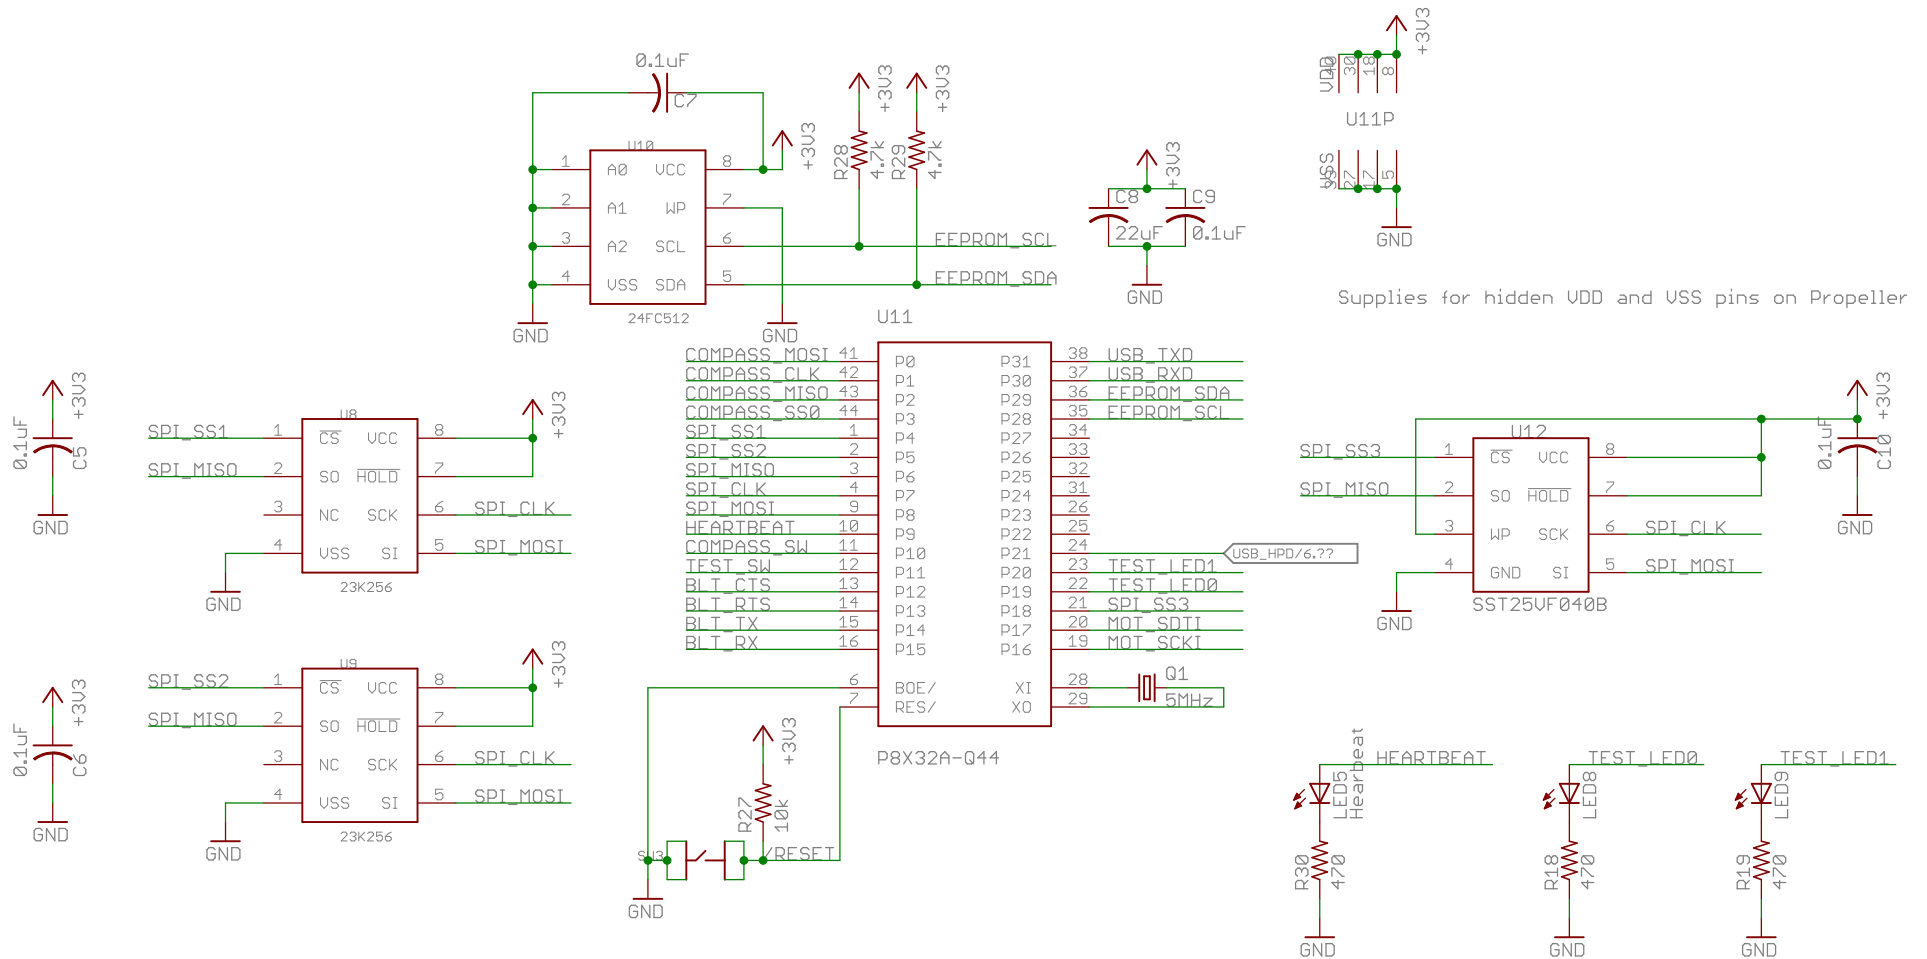 0.1uF
C7
U10
1
A0
VCC
8
2
A1
WP
7
3
A2
SCL
6
4
VSS
SDA
5
24FC512
GND
GND
+3V3
+3V3
+3V3
R28
4.7k
R29
4.7k
EEPROM_SCL
EEPROM_SDA
+3V3
C8
22uF
C9
0.1uF
GND
+3V3
VDD
30
18
8
U11P
VSS
27
17
5
GND
Supplies for hidden VDD and VSS pins on Propeller
+3V3
0.1uF
C5
GND
U8
SPI_SS1
1
CS
VCC
8
+3V3
SPI_MISO
2
SO
HOLD
7
3
NC
SCK
6
SPI_CLK
4
VSS
SI
5
SPI_MOSI
23K256
GND
+3V3
0.1uF
C6
GND
U9
SPI_SS2
1
CS
VCC
8
+3V3
SPI_MISO
2
SO
HOLD
7
3
NC
SCK
6
SPI_CLK
4
VSS
SI
5
SPI_MOSI
23K256
GND
U11
COMPASS_MOSI 41 P0
COMPASS_CLK 42 P1
COMPASS_MISO 43 P2
COMPASS_SS0 44 P3
SPI_SS1 1 P4
SPI_SS2 2 P5
SPI_MISO 3 P6
SPI_CLK 4 P7
SPI_MOSI 9 P8
HEARTBEAT 10 P9
COMPASS_SW 11 P10
TEST_SW 12 P11
BLT_CTS 13 P12
BLT_RTS 14 P13
BLT_TX 15 P14
BLT_RX 16 P15
6 BOE/
7 RES/
P31 38 USB_TXD
P30 37 USB_RXD
P29 36 EEPROM_SDA
P28 35 EEPROM_SCL
P27 34
P26 33
P25 32
P24 31
P23 26
P22 25
P21 24 USB_HPD/6.??
P20 23 TEST_LED1
P19 22 TEST_LED0
P18 21 SPI_SS3
P17 20 MOT_SDTI
P16 19 MOT_SCKI
XI 28
XO 29
Q1
5MHz
P8X32A-Q44
+3V3
R27
10k
/RESET
GND
+3V3
0.1uF
C10
GND
U12
SPI_SS3
1
CS
VCC
8
SPI_MISO
2
SO
HOLD
7
3
WP
SCK
6
SPI_CLK
4
GND
SI
5
SPI_MOSI
SST25VF040B
GND
HEARTBEAT
LED5
Hearbeat
R30
470
GND
TEST_LED0
LED8
R18
470
GND
TEST_LED1
LED9
R19
470
GND